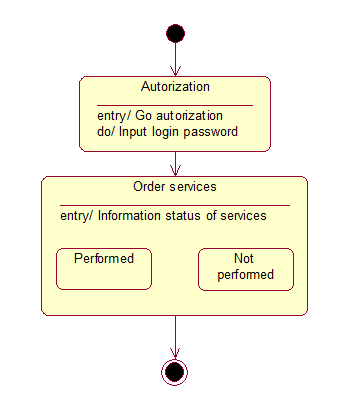 Autorization
entry/ Go autorization
do/ Input login password
Order services
entry/ Information status of services
Performed
Not
performed